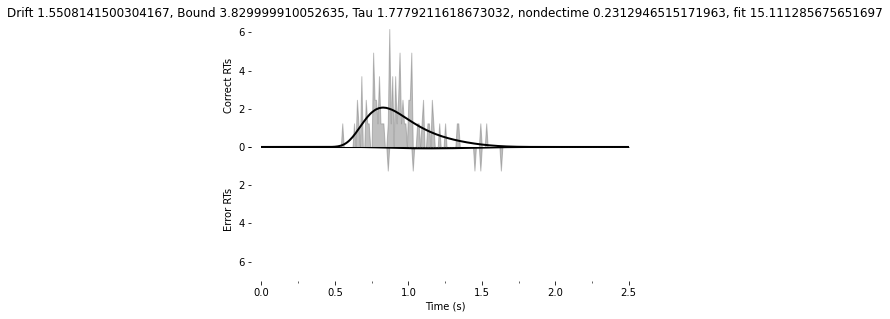 Drift 1.5508141500304167, Bound 3.829999910052635, Tau 1.7779211618673032, nondectime 0.2312946515171963, fit 15.111285675651697
6
4
2
0
2
4
6
Correct RTs
Error RTs
0.0 0.5 1.0 1.5 2.0 2.5
Time (s)